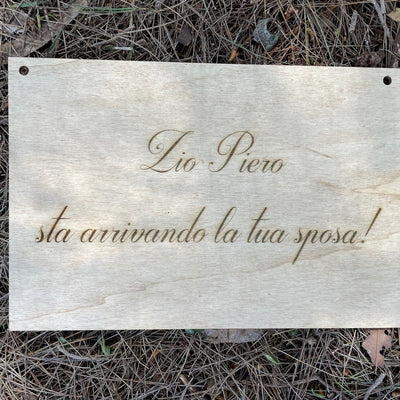 Zio Piero
sta arrivando la tua sposa!